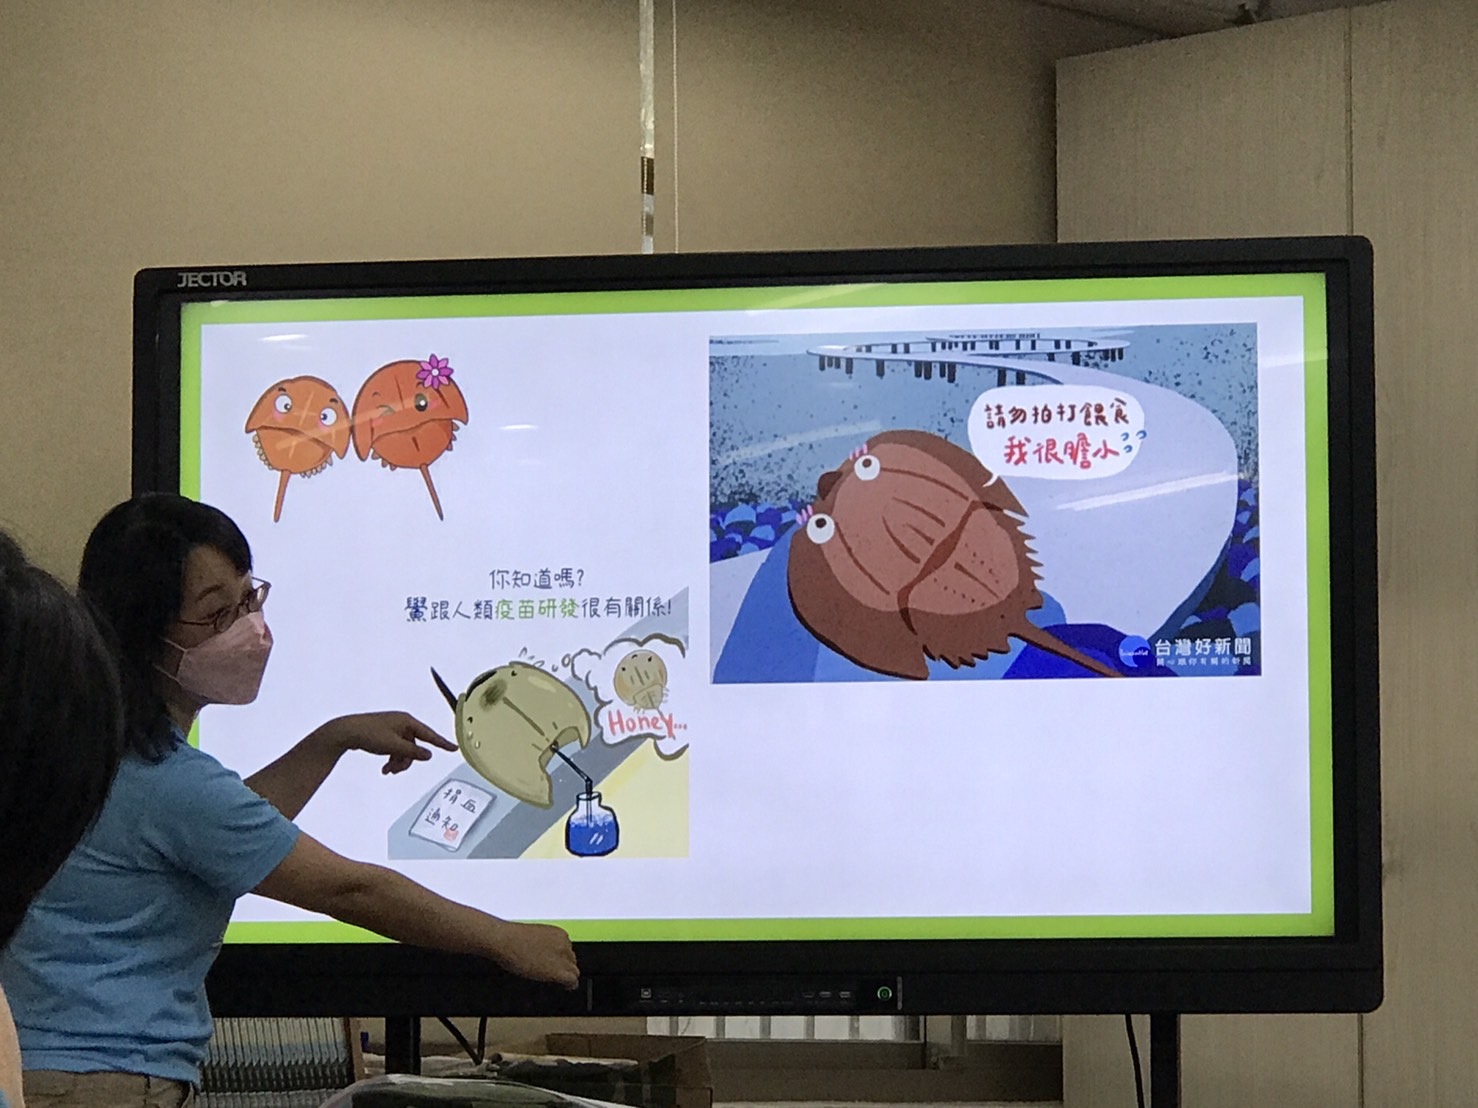 JECTOR
請勿拍打餵食
我很膽小
你知道嗎?
鱟跟人類疫苗研發很有關係!
Honey...
捐血
通知
台灣好新聞